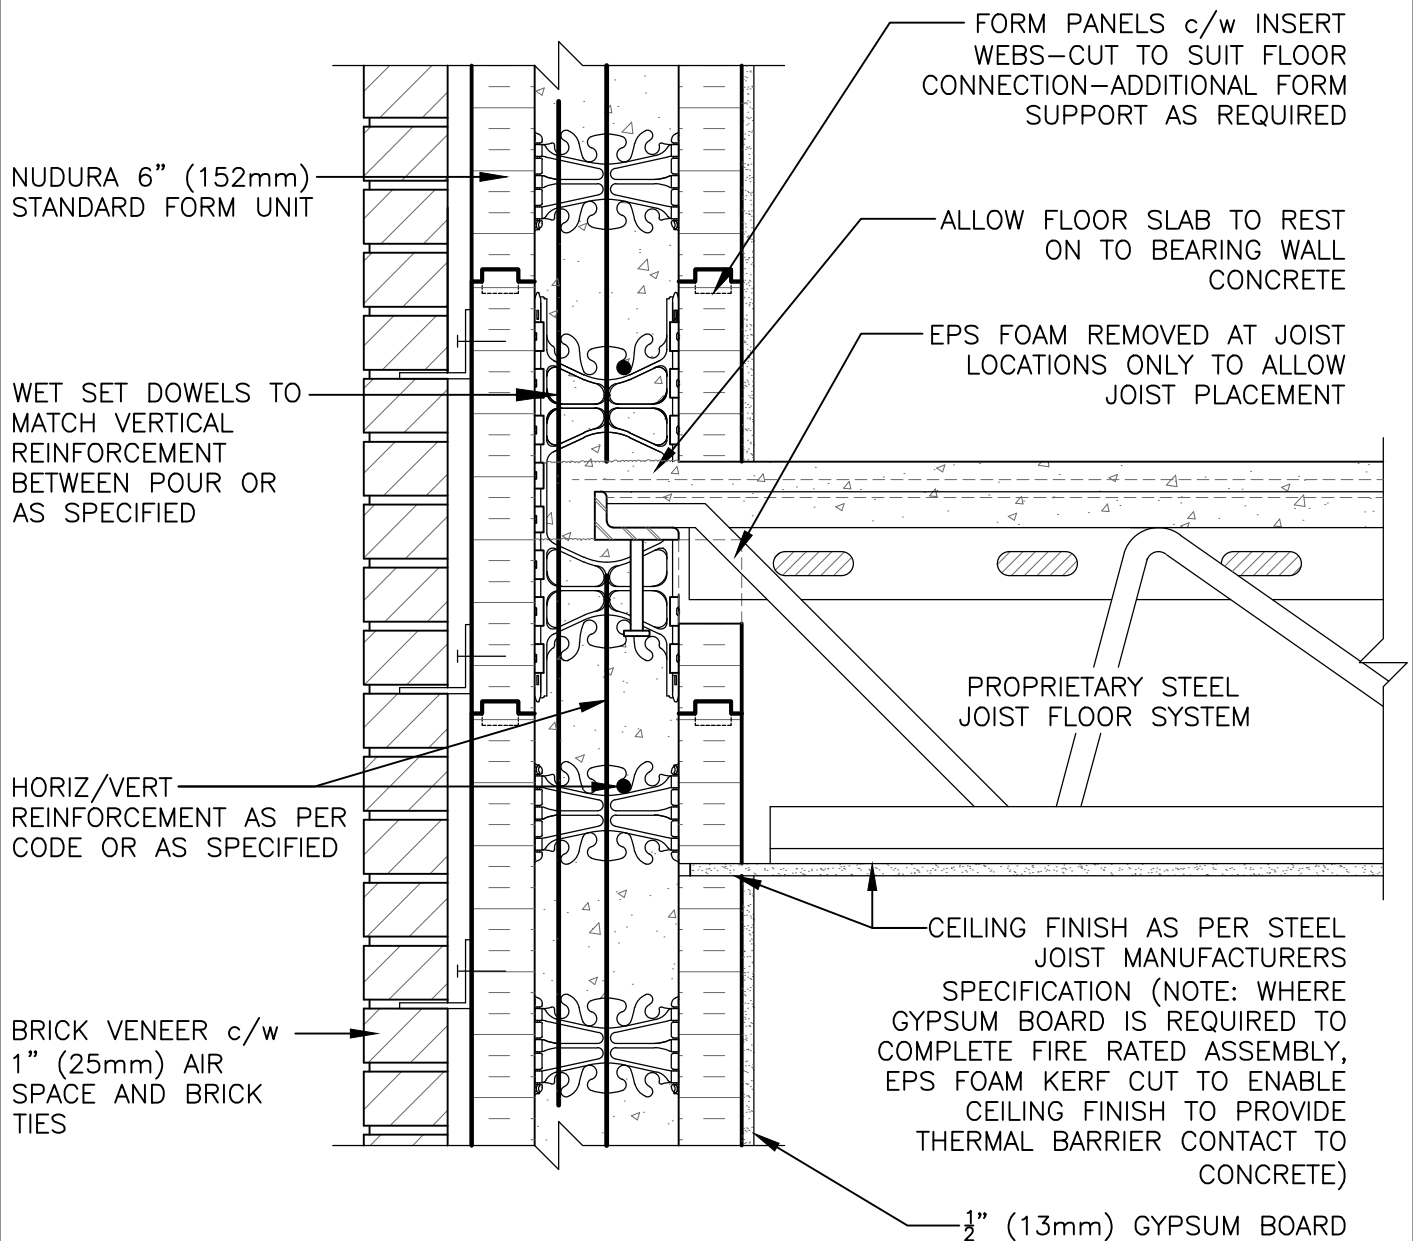 FORM PANELS c/w INSERT
WEBS-CUT TO SUIT FLOOR
CONNECTION-ADDITIONAL FORM
SUPPORT AS REQUIRED
NUDURA 6" (152mm)
STANDARD FORM UNIT
ALLOW FLOOR SLAB TO REST
ON TO BEARING WALL
CONCRETE
EPS FOAM REMOVED AT JOIST
LOCATIONS ONLY TO ALLOW
JOIST PLACEMENT
WET SET DOWELS TO
MATCH VERTICAL
REINFORCEMENT
BETWEEN POUR OR
AS SPECIFIED
PROPRIETARY STEEL
JOIST FLOOR SYSTEM
HORIZ/VERT
REINFORCEMENT AS PER
CODE OR AS SPECIFIED
CEILING FINISH AS PER STEEL
JOIST MANUFACTURERS
SPECIFICATION (NOTE: WHERE
GYPSUM BOARD IS REQUIRED TO
COMPLETE FIRE RATED ASSEMBLY,
EPS FOAM KERF CUT TO ENABLE
CEILING FINISH TO PROVIDE
THERMAL BARRIER CONTACT TO
CONCRETE)
BRICK VENEER c/w
1" (25mm) AIR
SPACE AND BRICK
TIES
½" (13mm) GYPSUM BOARD